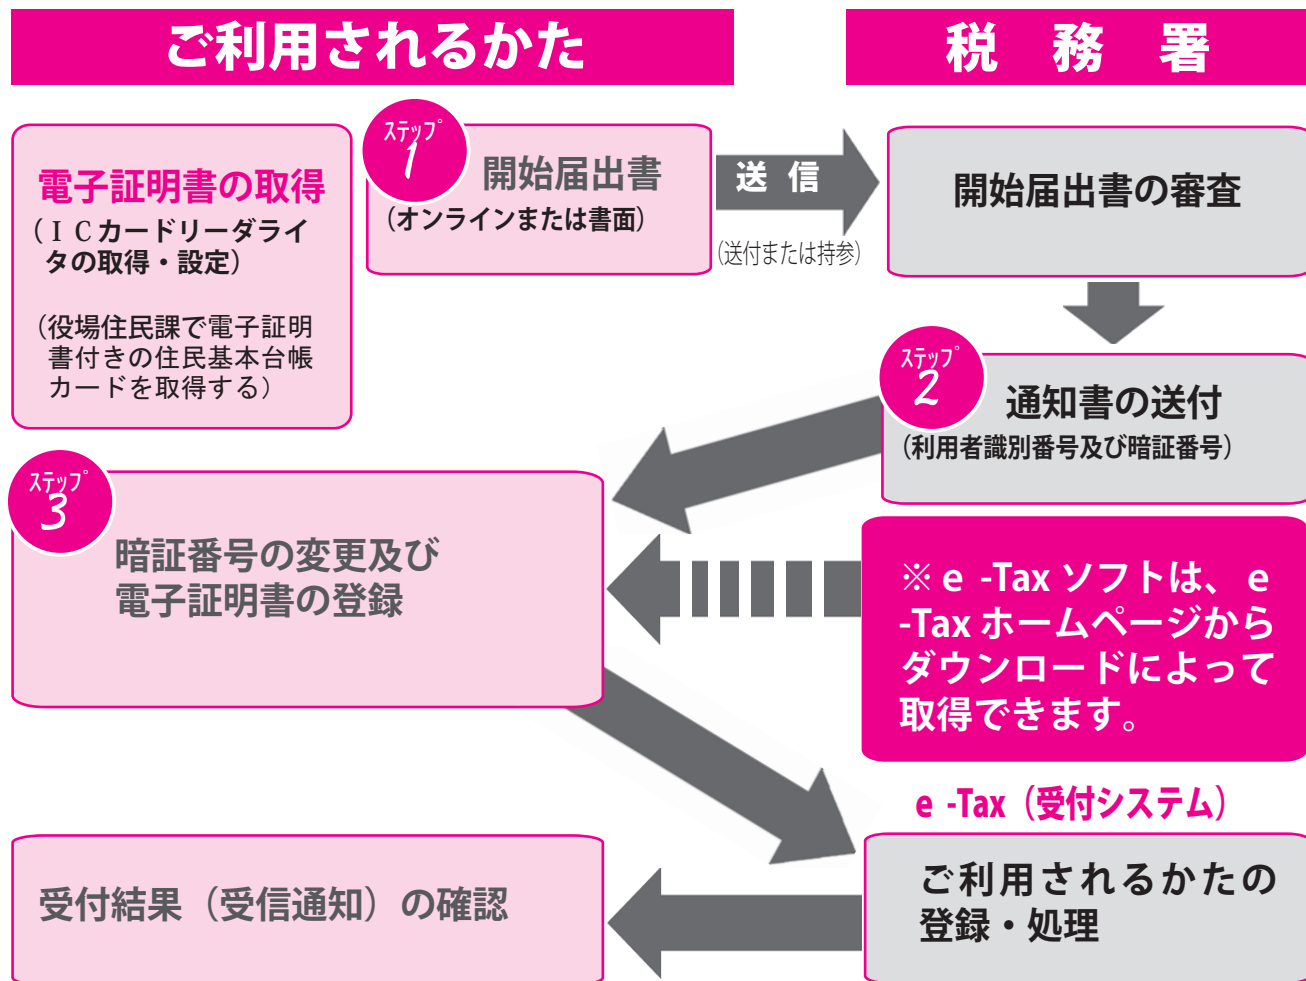 ご利用されるかた
税務署
電子証明書の取得
（ＩＣカードリーダライ
タの取得・設定）
（役場住民課で電子証明
書付きの住民基本台帳
カードを取得する）
ステップ
1
開始届出書
（オンラインまたは書面）
送信
（送付または持参）
開始届出書の審査
ステップ
2
通知書の送付
（利用者識別番号及び暗証番号）
ステップ
3
暗証番号の変更及び
電子証明書の登録
※ｅ-Taxソフトは、ｅ
-Taxホームページから
ダウンロードによって
取得できます。
ｅ-Tax（受付システム）
ご利用されるかたの
登録・処理
受付結果（受信通知）の確認